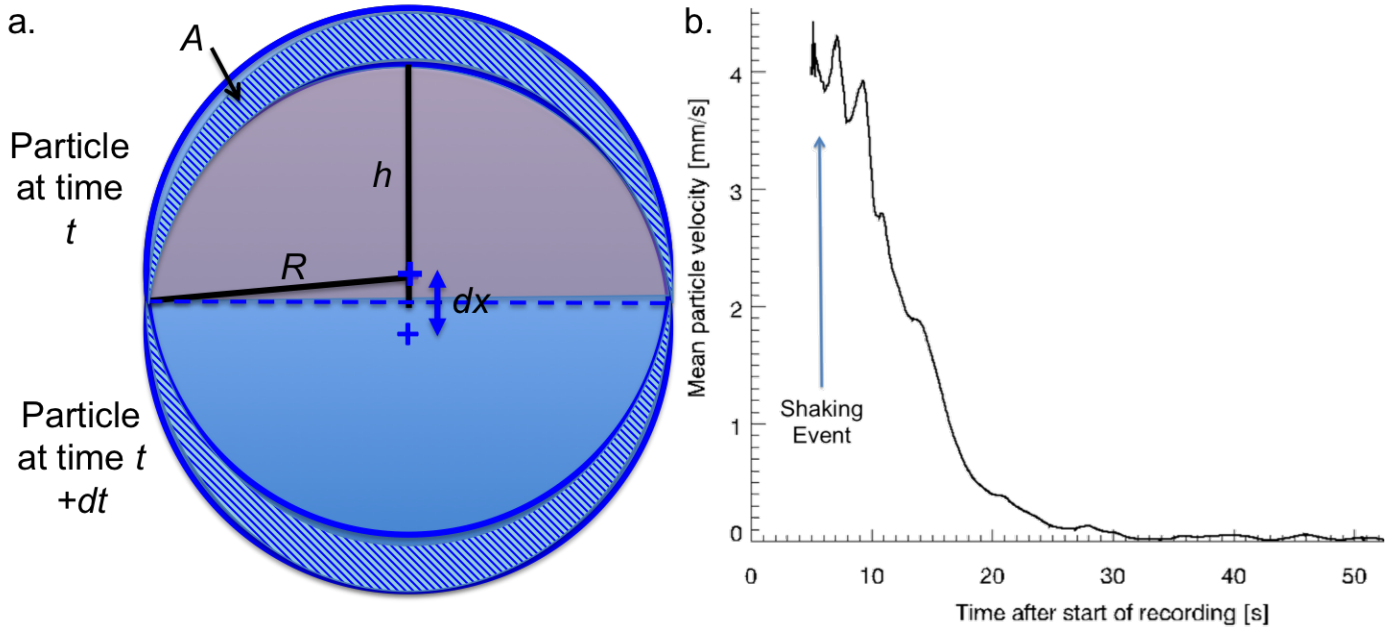 a.
A
Particle
at time
t
h
R
dx
Particle
at time t
+dt
b.
Mean particle velocity [mm/s]
4
3
2
1
0
Shaking
Event
0 10 20 30 40 50
Time after start of recording [s]